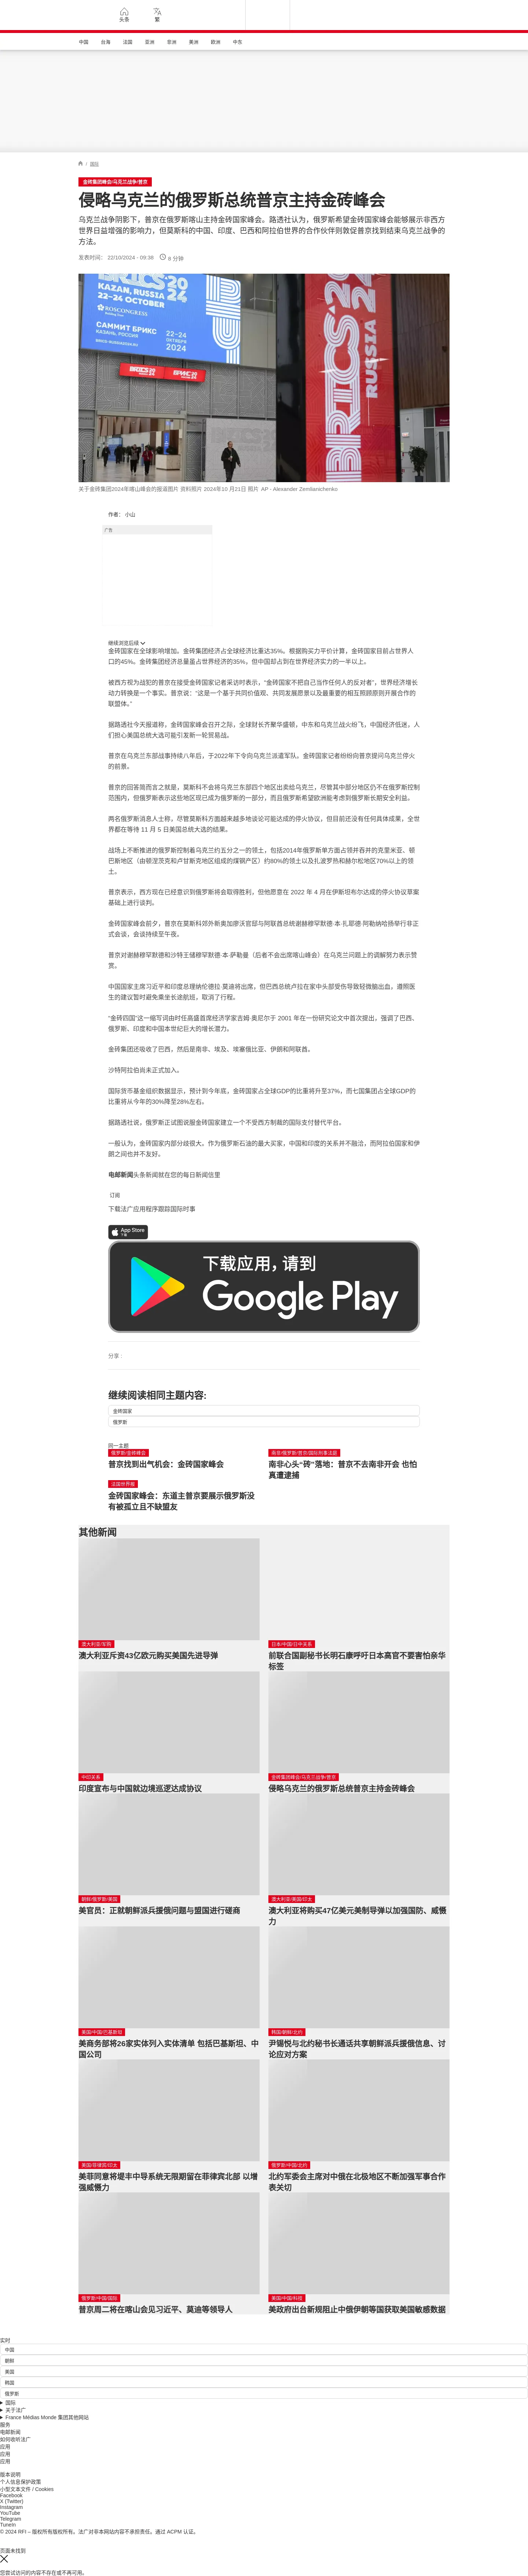 头条
繁
中国
台海
法国
亚洲
非洲
美洲
欧洲
中东
/ 国际
金砖集团峰会/乌克兰战争/普京
侵略乌克兰的俄罗斯总统普京主持金砖峰会
乌克兰战争阴影下，普京在俄罗斯喀山主持金砖国家峰会。路透社认为，俄罗斯希望金砖国家峰会能够展示非西方
世界日益增强的影响力，但莫斯科的中国、印度、巴西和阿拉伯世界的合作伙伴则敦促普京找到结束乌克兰战争的
方法。
发表时间： 22/10/2024 - 09:38 8 分钟
KAZAN, RUSSIA
22–24 OCTOBER
ROSCONGRESS
САММИТ БРИКС
22–24
ОКТЯБРЯ
2024
КАЗАНЬ, РОССИЯ
BRICS
RUSSIA
关于金砖集团2024年喀山峰会的报道图片 资料照片 2024年10 月21日 照片 AP - Alexander Zemlianichenko
作者： 小山
广告
继续浏览后续
金砖国家在全球影响增加。金砖集团经济占全球经济比重达35%。根据购买力平价计算，金砖国家目前占世界人
口的45%。金砖集团经济总量虽占世界经济的35%，但中国却占到在世界经济实力的一半以上。
被西方视为战犯的普京在接受金砖国家记者采访时表示，“金砖国家不把自己当作任何人的反对者”，世界经济增长
动力转换是一个事实。普京说：“这是一个基于共同价值观、共同发展愿景以及最重要的相互照顾原则开展合作的
联盟体。”
据路透社今天报道称，金砖国家峰会召开之际，全球财长齐聚华盛顿，中东和乌克兰战火纷飞，中国经济低迷，人
们担心美国总统大选可能引发新一轮贸易战。
普京在乌克兰东部战事持续八年后，于2022年下令向乌克兰派遣军队。金砖国家记者纷纷向普京提问乌克兰停火
的前景。
普京的回答简而言之就是，莫斯科不会将乌克兰东部四个地区出卖给乌克兰，尽管其中部分地区仍不在俄罗斯控制
范围内，但俄罗斯表示这些地区现已成为俄罗斯的一部分，而且俄罗斯希望欧洲能考虑到俄罗斯长期安全利益。
两名俄罗斯消息人士称，尽管莫斯科方面越来越多地谈论可能达成的停火协议，但目前还没有任何具体成果，全世
界都在等待 11 月 5 日美国总统大选的结果。
战场上不断推进的俄罗斯控制着乌克兰约五分之一的领土，包括2014年俄罗斯单方面占领并吞并的克里米亚、顿
巴斯地区（由顿涅茨克和卢甘斯克地区组成的煤钢产区）约80%的领土以及扎波罗热和赫尔松地区70%以上的领
土。
普京表示，西方现在已经意识到俄罗斯将会取得胜利，但他愿意在 2022 年 4 月在伊斯坦布尔达成的停火协议草案
基础上进行谈判。
金砖国家峰会前夕，普京在莫斯科郊外新奥加廖沃官邸与阿联酋总统谢赫穆罕默德·本·扎耶德·阿勒纳哈扬举行非正
式会谈，会谈持续至午夜。
普京对谢赫穆罕默德和沙特王储穆罕默德·本·萨勒曼（后者不会出席喀山峰会）在乌克兰问题上的调解努力表示赞
赏。
中国国家主席习近平和印度总理纳伦德拉·莫迪将出席，但巴西总统卢拉在家中头部受伤导致轻微脑出血，遵照医
生的建议暂时避免乘坐长途航班，取消了行程。
“金砖四国”这一缩写词由时任高盛首席经济学家吉姆·奥尼尔于 2001 年在一份研究论文中首次提出，强调了巴西、
俄罗斯、印度和中国本世纪巨大的增长潜力。
金砖集团还吸收了巴西，然后是南非、埃及、埃塞俄比亚、伊朗和阿联酋。
沙特阿拉伯尚未正式加入。
国际货币基金组织数据显示，预计到今年底，金砖国家占全球GDP的比重将升至37%，而七国集团占全球GDP的
比重将从今年的30%降至28%左右。
据路透社说，俄罗斯正试图说服金砖国家建立一个不受西方制裁的国际支付替代平台。
一般认为，金砖国家内部分歧很大。作为俄罗斯石油的最大买家，中国和印度的关系并不融洽，而阿拉伯国家和伊
朗之间也并不友好。
电邮新闻头条新闻就在您的每日新闻信里
订阅
下载法广应用程序跟踪国际时事
App Store
下载
下载应用，请到
Google Play
分享 :
继续阅读相同主题内容:
金砖国家
俄罗斯
同一主题
俄罗斯/金砖峰会
普京找到出气机会：金砖国家峰会
南非/俄罗斯/普京/国际刑事法庭
南非心头“砖”落地：普京不去南非开会 也怕
真遭逮捕
法国世界报
金砖国家峰会：东道主普京要展示俄罗斯没
有被孤立且不缺盟友
其他新闻
澳大利亚/军购
澳大利亚斥资43亿欧元购买美国先进导弹
日本/中国/日中关系
前联合国副秘书长明石康呼吁日本高官不要害怕亲华
标签
中印关系
印度宣布与中国就边境巡逻达成协议
金砖集团峰会/乌克兰战争/普京
侵略乌克兰的俄罗斯总统普京主持金砖峰会
朝鲜/俄罗斯/美国
美官员：正就朝鲜派兵援俄问题与盟国进行磋商
澳大利亚/美国/印太
澳大利亚将购买47亿美元美制导弹以加强国防、威慑
力
美国/中国/巴基斯坦
美商务部将26家实体列入实体清单 包括巴基斯坦、中
国公司
韩国/朝鲜/北约
尹锡悦与北约秘书长通话共享朝鲜派兵援俄信息、讨
论应对方案
美国/菲律宾/印太
美菲同意将堤丰中导系统无限期留在菲律宾北部 以增
强威慑力
俄罗斯/中国/北约
北约军委会主席对中俄在北极地区不断加强军事合作
表关切
俄罗斯/中国/国际
普京周二将在喀山会见习近平、莫迪等领导人
美国/中国/科技
美政府出台新规阻止中俄伊朗等国获取美国敏感数据
实时
中国
朝鲜
美国
韩国
俄罗斯
国际
关于法广
France Médias Monde 集团其他网站
服务
电邮新闻
如何收听法广
应用
应用
应用
版本说明
个人信息保护政策
小型文本文件 / Cookies
Facebook
X (Twitter)
Instagram
YouTube
Telegram
TuneIn
© 2024 RFI – 版权所有版权所有。法广对非本网站内容不承担责任。通过 ACPM 认证。
页面未找到
您尝试访问的内容不存在或不再可用。